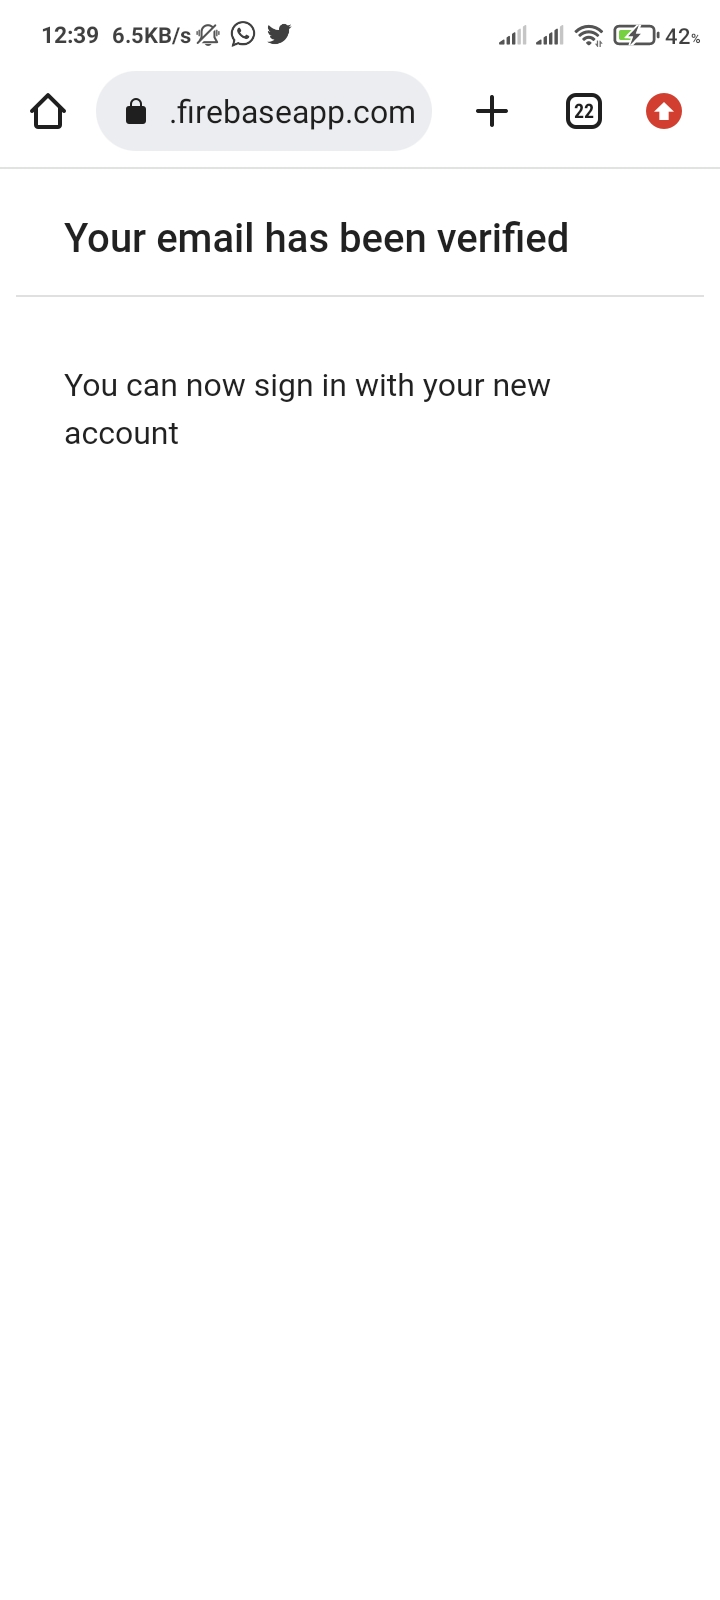 12:39 6.5KB/s 42%
.firebaseapp.com 22
Your email has been verified
You can now sign in with your new
account